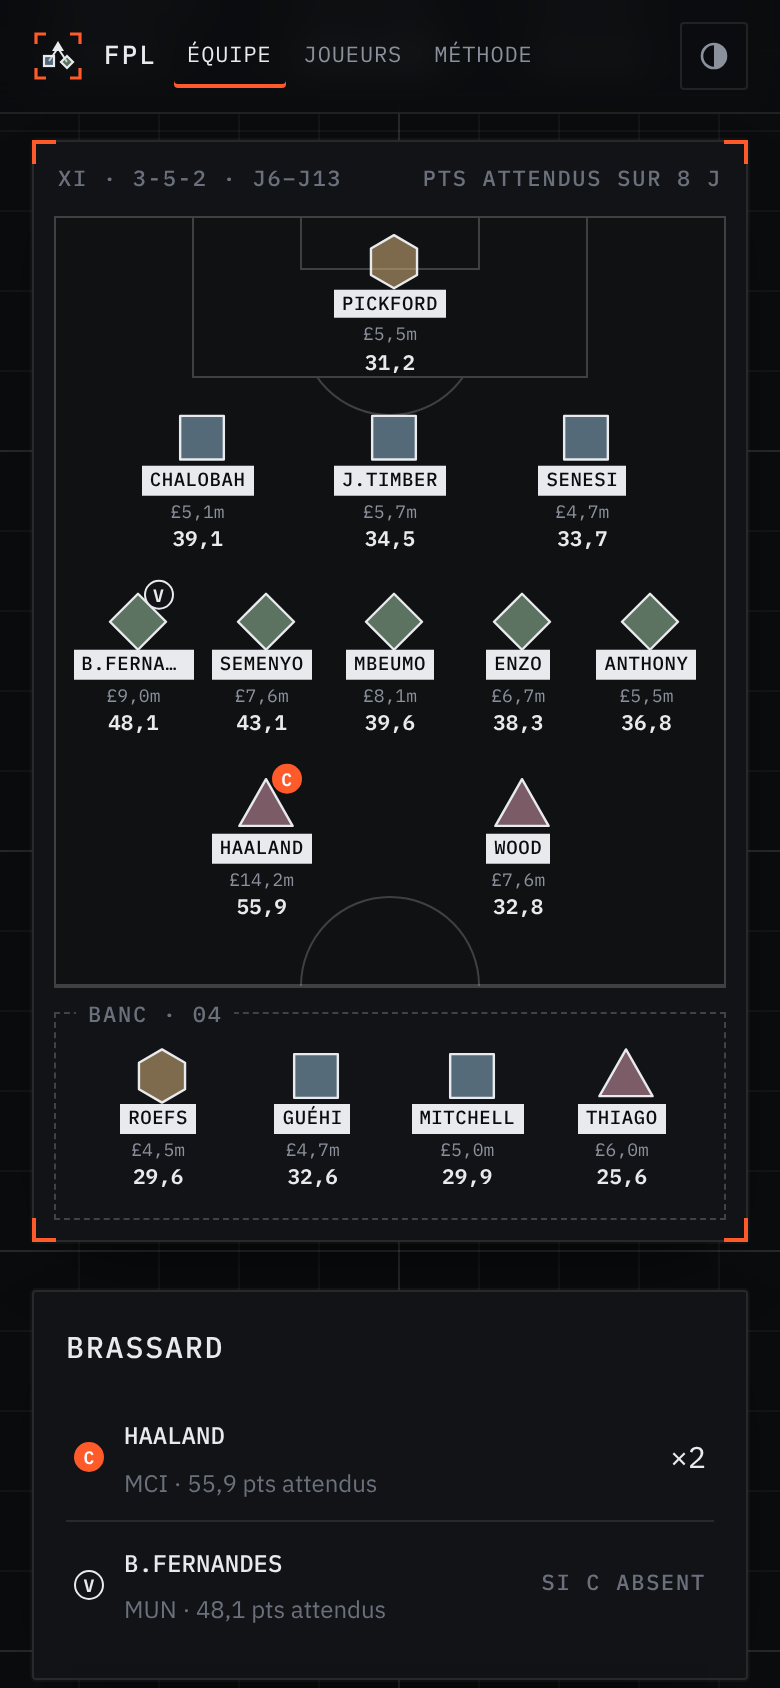 FPL ÉQUIPE JOUEURS MÉTHODE
XI · 3-5-2 · J6–J13 PTS ATTENDUS SUR 8 J
PICKFORD
£5,5m
31,2
CHALOBAH J.TIMBER SENESI
£5,1m £5,7m £4,7m
39,1 34,5 33,7
V
B.FERNA… SEMENYO MBEUMO ENZO ANTHONY
£9,0m £7,6m £8,1m £6,7m £5,5m
48,1 43,1 39,6 38,3 36,8
C
HAALAND WOOD
£14,2m £7,6m
55,9 32,8
BANC · 04
ROEFS GUÉHI MITCHELL THIAGO
£4,5m £4,7m £5,0m £6,0m
29,6 32,6 29,9 25,6
BRASSARD
HAALAND
C ×2
MCI · 55,9 pts attendus
B.FERNANDES
V SI C ABSENT
MUN · 48,1 pts attendus